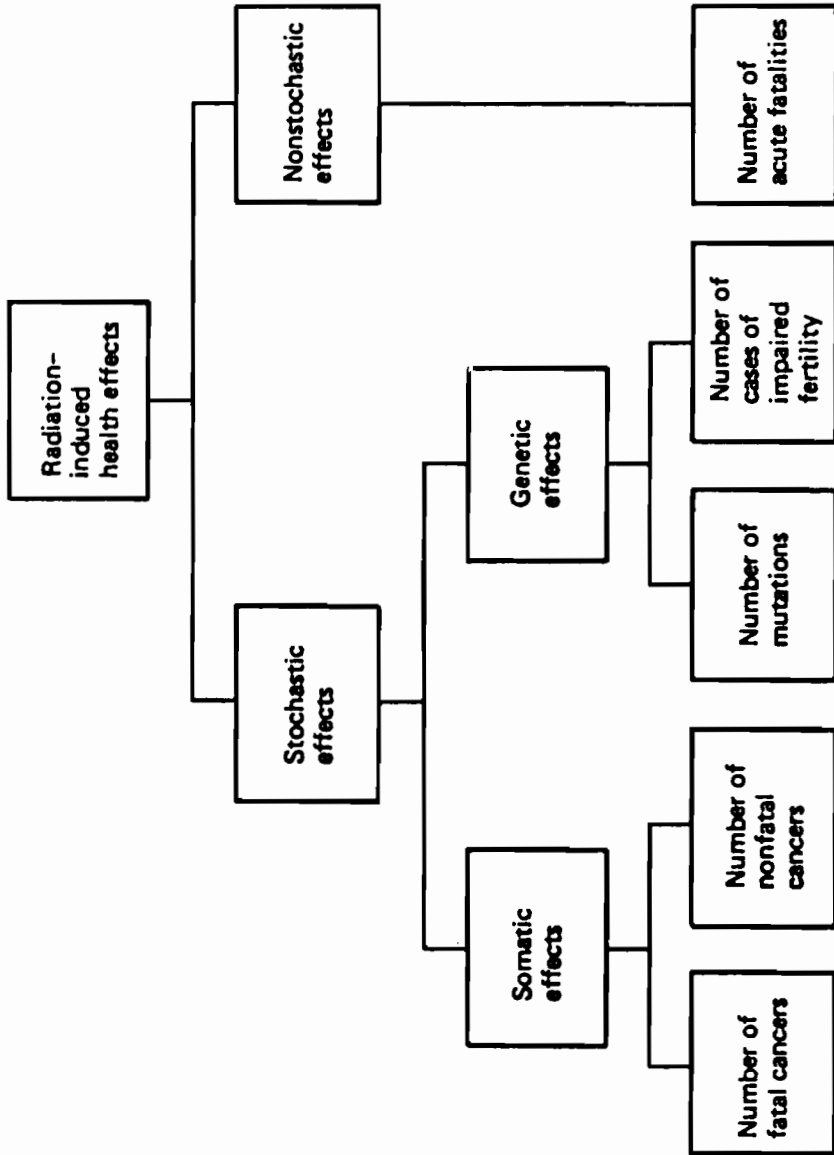 Radiation–
induced
health effects
Stochastic
effects
Nonstochastic
effects
Somatic
effects
Genetic
effects
Number of
fatal cancers
Number of
nonfatal
cancers
Number of
mutations
Number of
cases of
impaired
fertility
Number of
acute fatalities